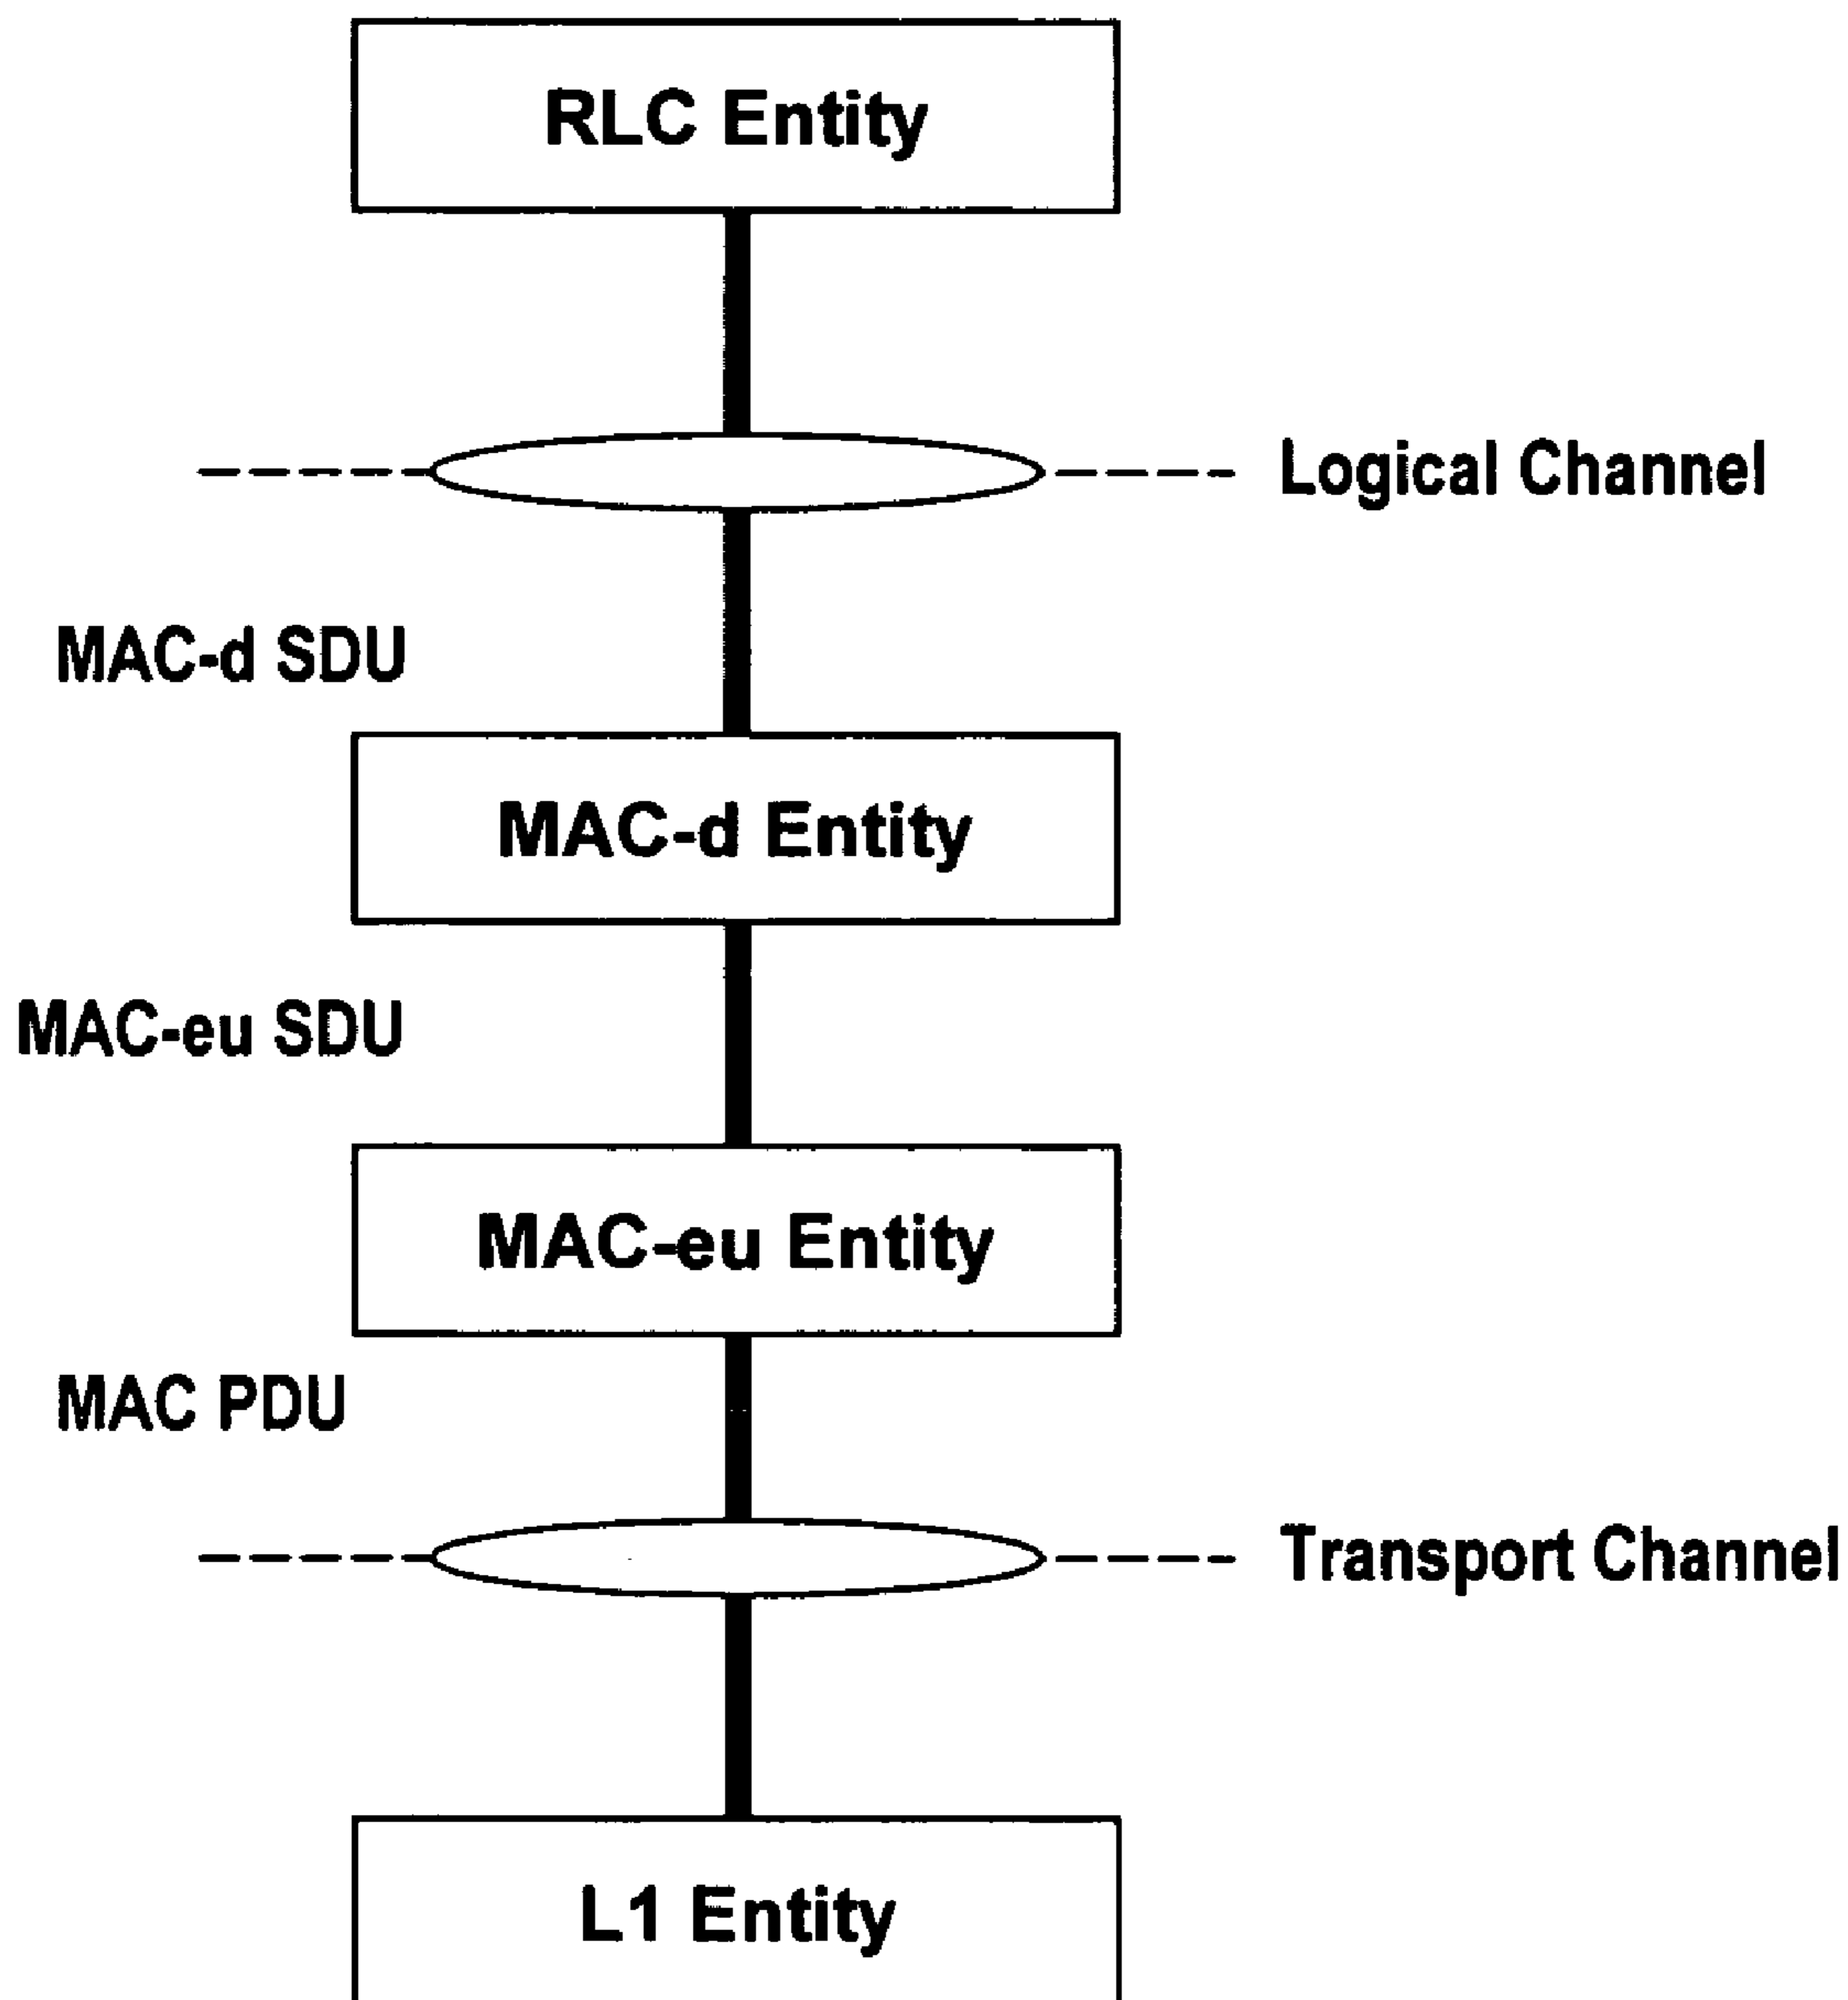 RLC Entity
Logical Channel
MAC-d SDU
MAC-d Entity
MAC-eu SDU
MAC-eu Entity
MAC PDU
Transport Channel
L1 Entity